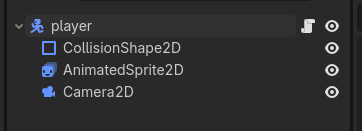 player
CollisionShape2D
AnimatedSprite2D
Camera2D